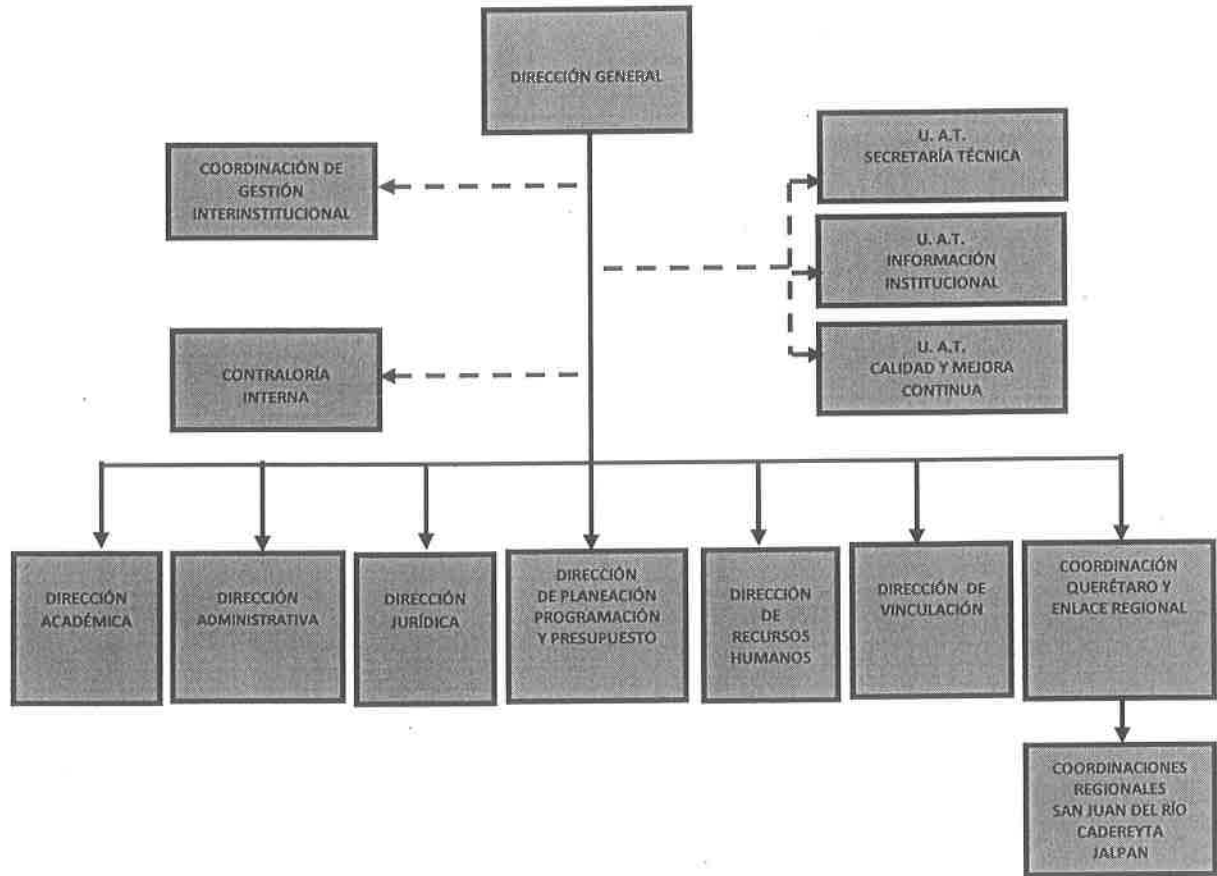 DIRECCIÓN GENERAL
COORDINACIÓN DE
GESTIÓN
INTERINSTITUCIONAL
U. A.T.
SECRETARÍA TÉCNICA
U. A.T.
INFORMACIÓN
INSTITUCIONAL
CONTRALORÍA
INTERNA
U. A.T.
CALIDAD Y MEJORA
CONTINUA
DIRECCIÓN
ACADÉMICA
DIRECCIÓN
ADMINISTRATIVA
DIRECCIÓN
JURÍDICA
DIRECCIÓN
DE PLANEACIÓN
PROGRAMACIÓN
Y PRESUPUESTO
DIRECCIÓN
DE
RECURSOS
HUMANOS
DIRECCIÓN DE
VINCULACIÓN
COORDINACIÓN
QUERÉTARO Y
ENLACE REGIONAL
COORDINACIONES
REGIONALES
SAN JUAN DEL RÍO
CADEREYTA
JALPAN